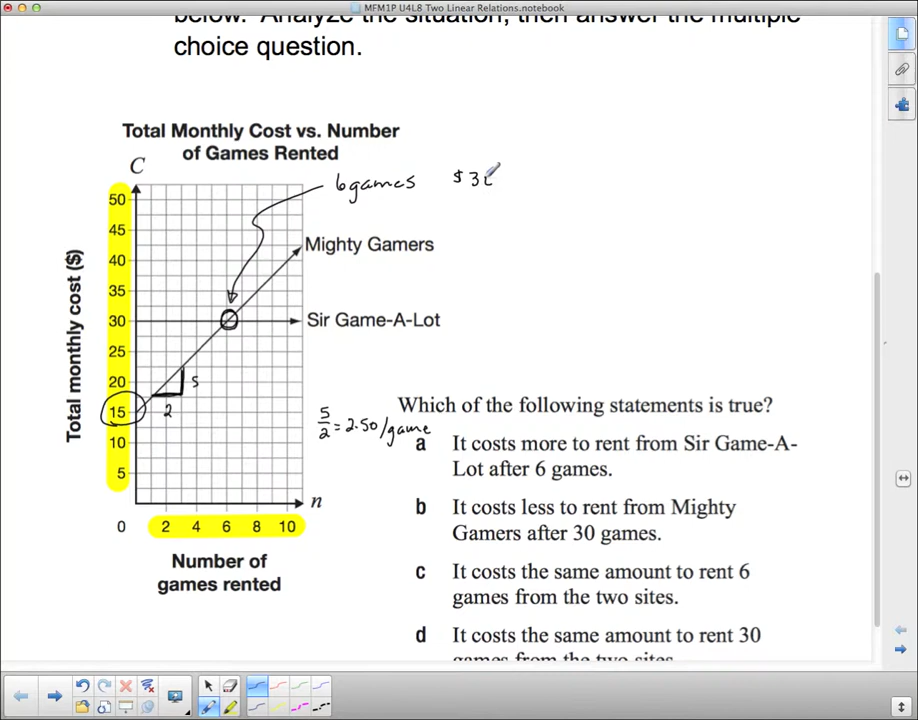 MFM1P U4L8 Two Linear Relations.notebook
below. Analyze the situation, then answer the multiple
choice question.
Total Monthly Cost vs. Number
of Games Rented
C
6games $3
50
45
Mighty Gamers
40
35
30
Sir Game-A-Lot
25
20
5
15
2
10
5
n
0 2 4 6 8 10
Total monthly cost ($)
Number of
games rented
5/2 = 2.50/game
Which of the following statements is true?
a It costs more to rent from Sir Game-A-
Lot after 6 games.
b It costs less to rent from Mighty
Gamers after 30 games.
c It costs the same amount to rent 6
games from the two sites.
d It costs the same amount to rent 30
games from the two sites.